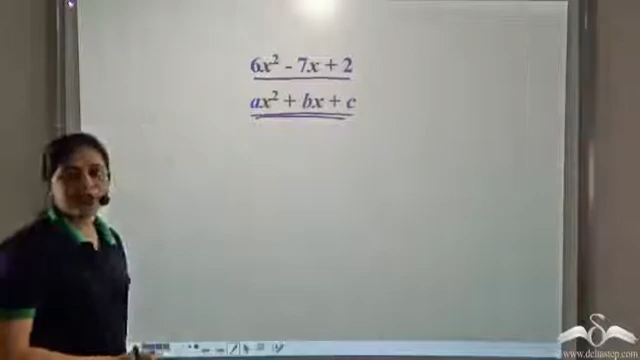 6x² - 7x + 2
ax² + bx + c
www.deltastep.com